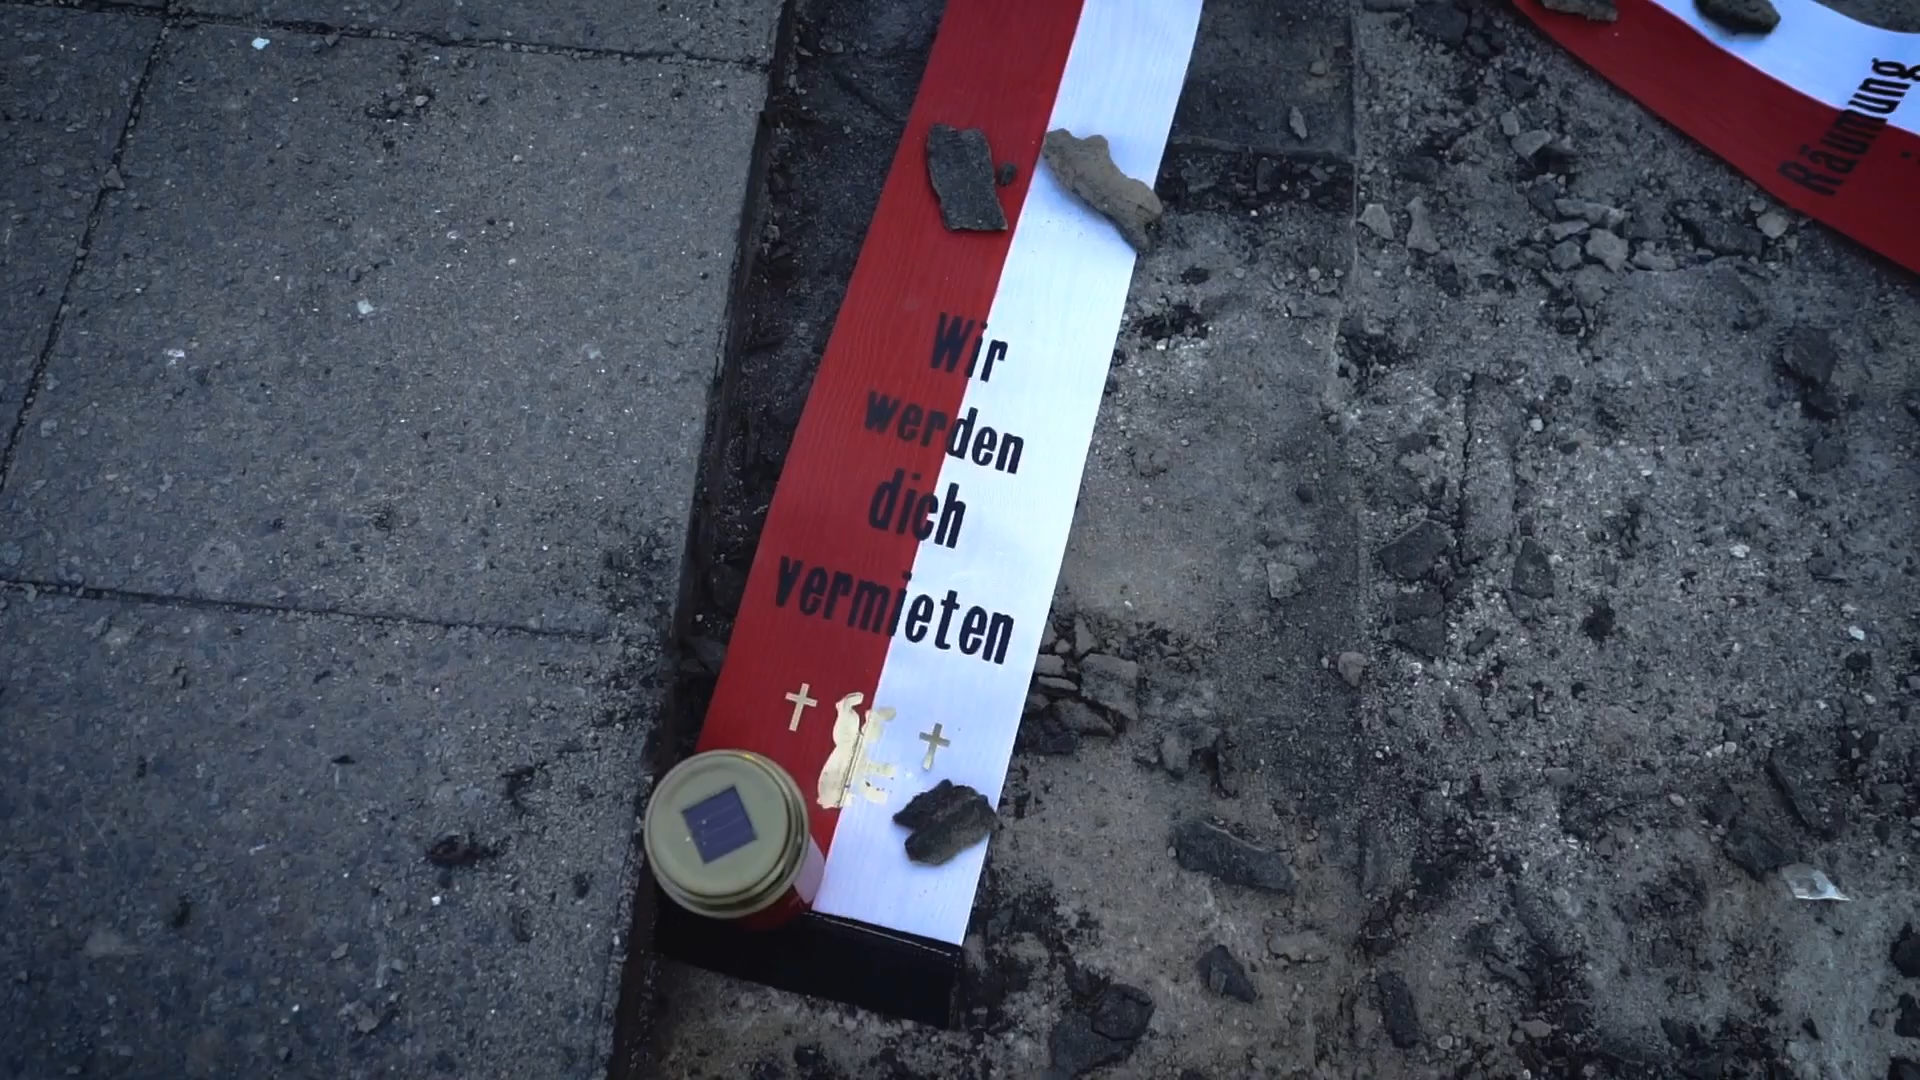 Wir
werden
dich
vermieten
Räumung